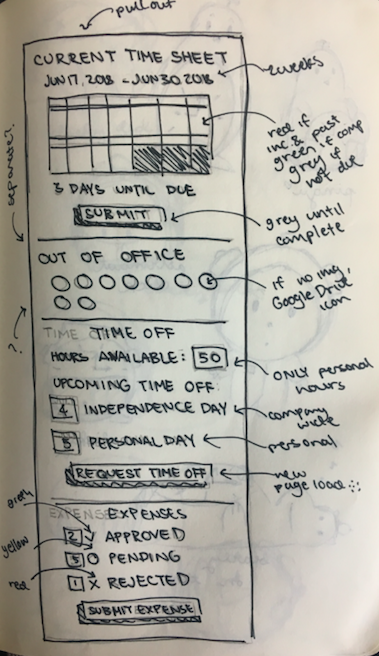 pullout
CURRENT TIME SHEET
JUN 17, 2018 - JUN 30 2018
2 weeks
red if
inc & past
green if comp
grey if
not due
separate?
3 DAYS UNTIL DUE
SUBMIT
grey until
complete
OUT OF OFFICE
if no img,
Google Drive
icon
?
TIME TIME OFF
HOURS AVAILABLE: 50
ONLY personal
hours
UPCOMING TIME OFF
4 INDEPENDENCE DAY
company
wide
5 PERSONAL DAY
personal
REQUEST TIME OFF
new
page load
EXPENSES
green
2 ✓ APPROVED
yellow
3 O PENDING
red
1 X REJECTED
SUBMIT EXPENSE